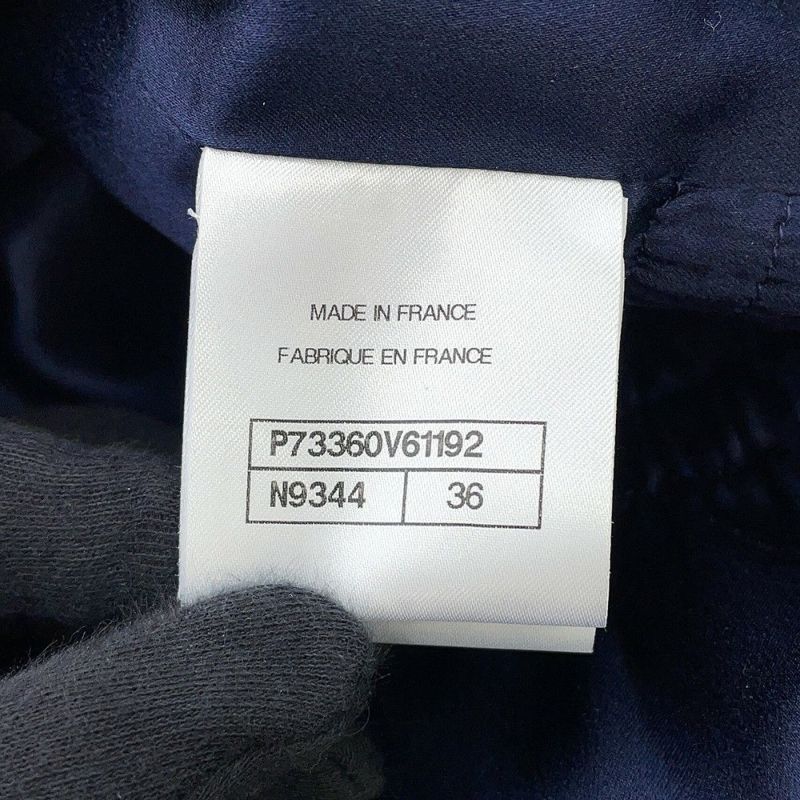 MADE IN FRANCE
FABRIQUE EN FRANCE
P73360V61192
N9344 36